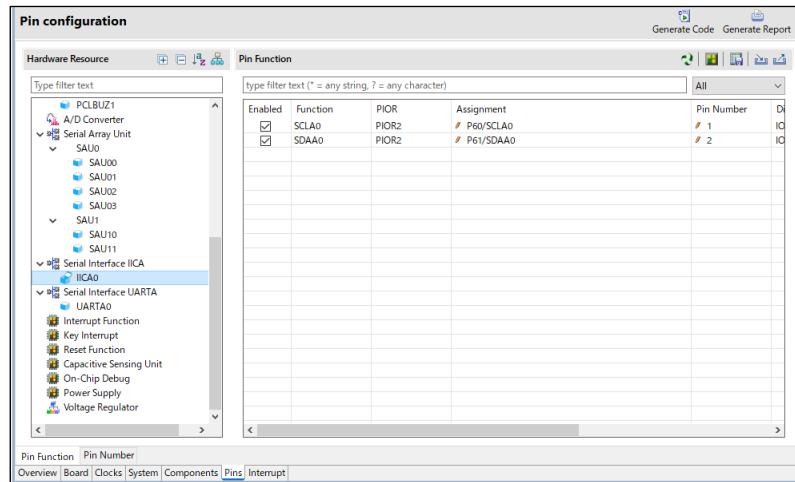 Pin configuration
Generate Code Generate Report
Hardware Resource
Pin Function
Type filter text
type filter text (* = any string, ? = any character)
All
PCLBUZ1
A/D Converter
Serial Array Unit
SAU0
SAU00
SAU01
SAU02
SAU03
SAU1
SAU10
SAU11
Serial Interface IICA
IICA0
Serial Interface UARTA
UARTA0
Interrupt Function
Key Interrupt
Reset Function
Capacitive Sensing Unit
On-Chip Debug
Power Supply
Voltage Regulator
Enabled Function PIOR Assignment Pin Number Di
SCLA0 PIOR2 P60/SCLA0 1 IO
SDAA0 PIOR2 P61/SDAA0 2 IO
Pin Function Pin Number
Overview Board Clocks System Components Pins Interrupt